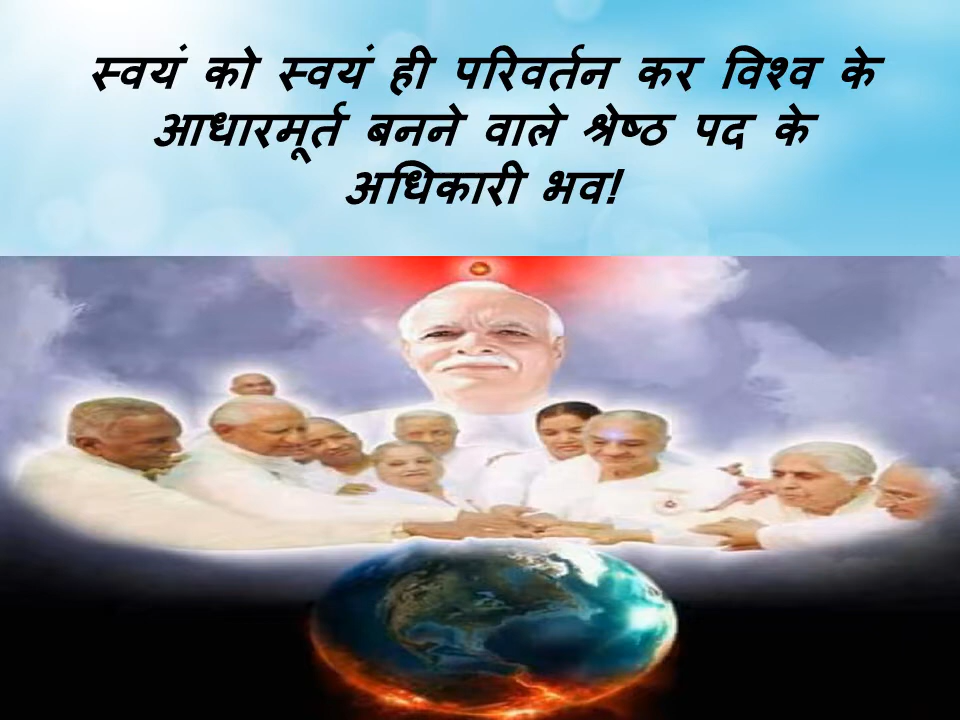 स्वयं को स्वयं ही परिवर्तन कर विश्व के
आधारमूर्त बनने वाले श्रेष्ठ पद के
अधिकारी भव!